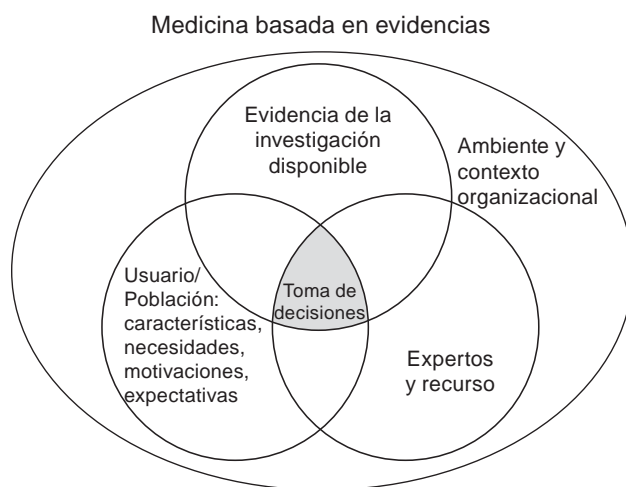 Medicina basada en evidencias
Evidencia de la
investigación
disponible
Ambiente y
contexto
organizacional
Usuario/
Población:
características,
necesidades,
motivaciones,
expectativas
Toma de
decisiones
Expertos
y recurso